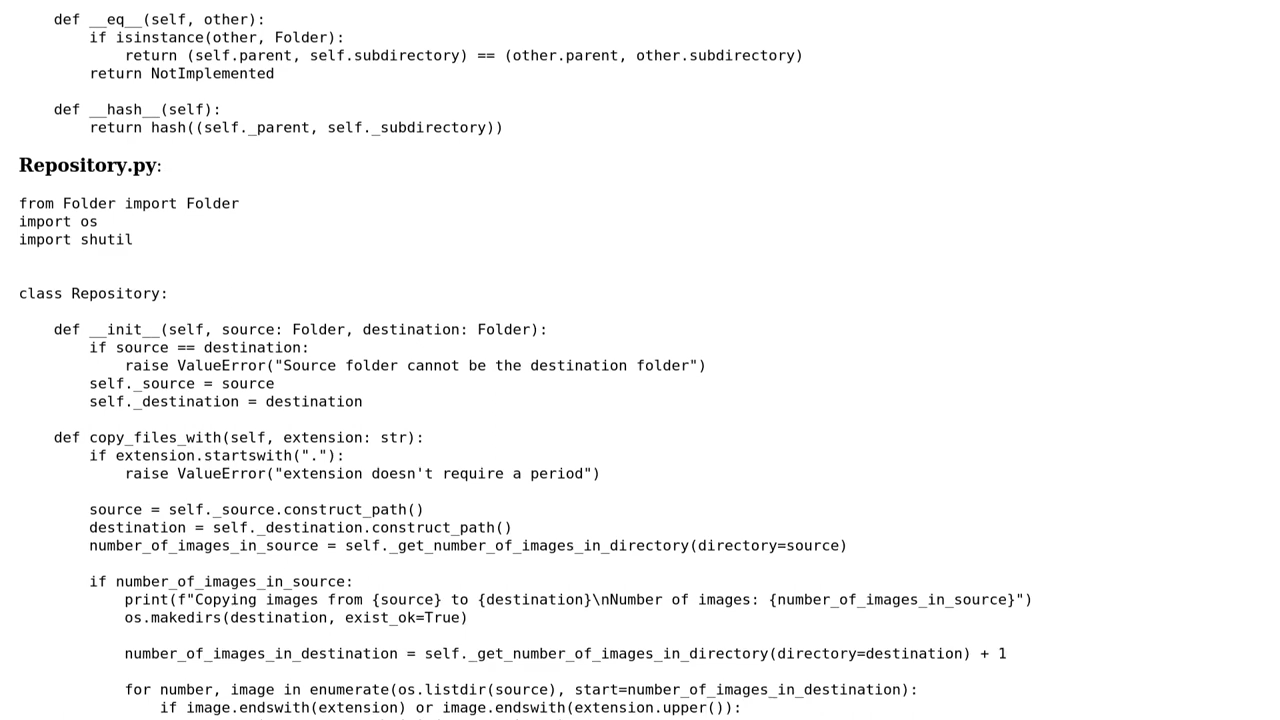 def __eq__(self, other):
        if isinstance(other, Folder):
            return (self.parent, self.subdirectory) == (other.parent, other.subdirectory)
        return NotImplemented

    def __hash__(self):
        return hash((self._parent, self._subdirectory))

Repository.py:

from Folder import Folder
import os
import shutil


class Repository:

    def __init__(self, source: Folder, destination: Folder):
        if source == destination:
            raise ValueError("Source folder cannot be the destination folder")
        self._source = source
        self._destination = destination

    def copy_files_with(self, extension: str):
        if extension.startswith("."):
            raise ValueError("extension doesn't require a period")

        source = self._source.construct_path()
        destination = self._destination.construct_path()
        number_of_images_in_source = self._get_number_of_images_in_directory(directory=source)

        if number_of_images_in_source:
            print(f"Copying images from {source} to {destination}\nNumber of images: {number_of_images_in_source}")
            os.makedirs(destination, exist_ok=True)

            number_of_images_in_destination = self._get_number_of_images_in_directory(directory=destination) + 1

            for number, image in enumerate(os.listdir(source), start=number_of_images_in_destination):
                if image.endswith(extension) or image.endswith(extension.upper()):